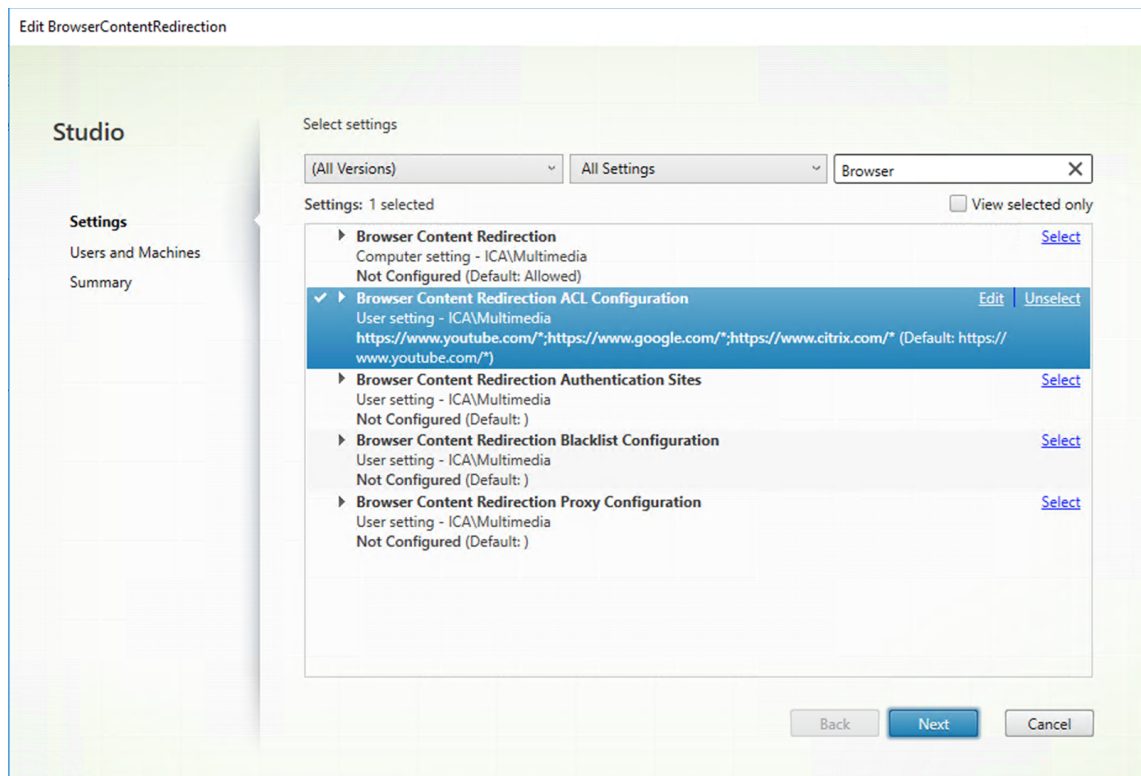 Edit BrowserContentRedirection
Studio
Settings
Users and Machines
Summary
Select settings
(All Versions)
All Settings
Browser
Settings: 1 selected
View selected only
Browser Content Redirection
Select
Computer setting - ICA\Multimedia
Not Configured (Default: Allowed)
Browser Content Redirection ACL Configuration
Edit
Unselect
User setting - ICA\Multimedia
https://www.youtube.com/*;https://www.google.com/*;https://www.citrix.com/* (Default: https://
www.youtube.com/*)
Browser Content Redirection Authentication Sites
Select
User setting - ICA\Multimedia
Not Configured (Default: )
Browser Content Redirection Blacklist Configuration
Select
User setting - ICA\Multimedia
Not Configured (Default: )
Browser Content Redirection Proxy Configuration
Select
User setting - ICA\Multimedia
Not Configured (Default: )
Back
Next
Cancel